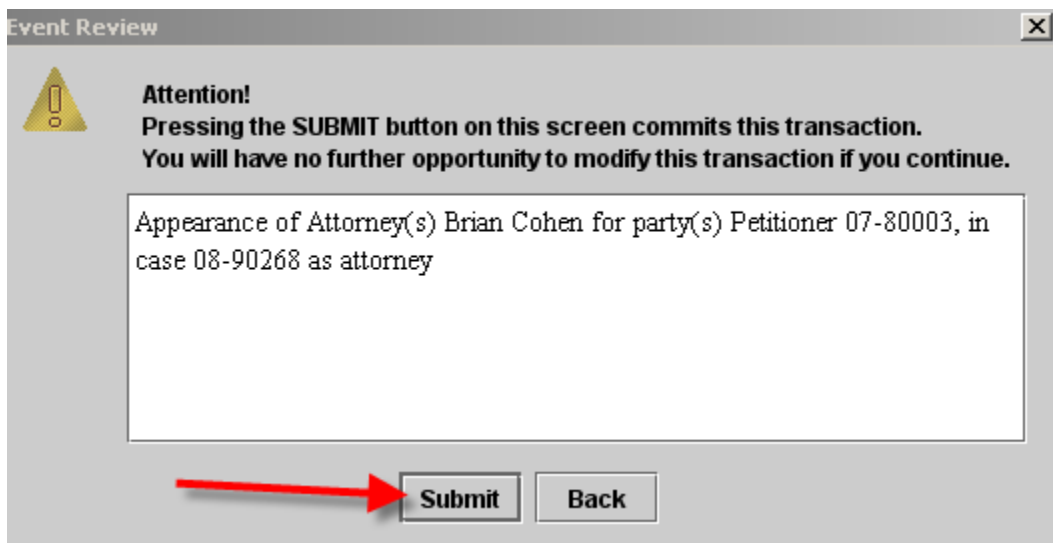 Event Review
Attention!
Pressing the SUBMIT button on this screen commits this transaction.
You will have no further opportunity to modify this transaction if you continue.
Appearance of Attorney(s) Brian Cohen for party(s) Petitioner 07-80003, in
case 08-90268 as attorney
Submit Back